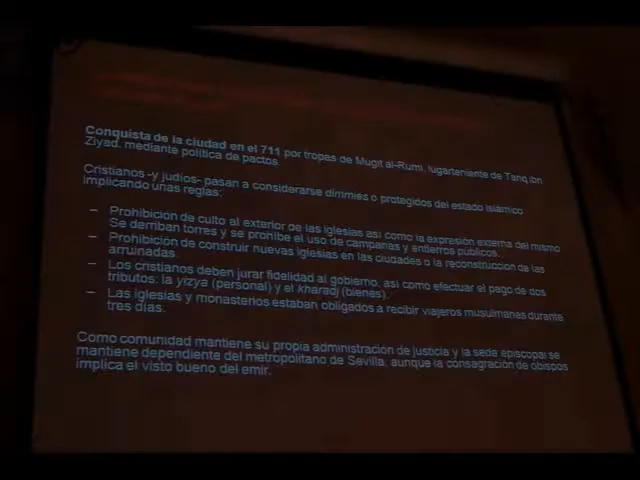 Conquista de la ciudad en el 711 por tropas de Mugit al-Rumi, lugarteniente de Tariq ibn
Ziyad, mediante política de pactos.
Cristianos -y judíos- pasan a considerarse dimmies o protegidos del estado islámico
implicando unas reglas:
– Prohibición de culto al exterior de las iglesias así como la expresión externa del mismo
Se derriban torres y se prohíbe el uso de campanas y entierros públicos.
– Prohibición de construir nuevas iglesias en las ciudades o la reconstrucción de las
arruinadas.
– Los cristianos deben jurar fidelidad al gobierno, así como efectuar el pago de dos
tributos: la yizya (personal) y el kharadj (bienes).
– Las iglesias y monasterios estaban obligados a recibir viajeros musulmanes durante
tres días.
Como comunidad mantiene su propia administración de justicia y la sede episcopal se
mantiene dependiente del metropolitano de Sevilla, aunque la consagración de obispos
implica el visto bueno del emir.